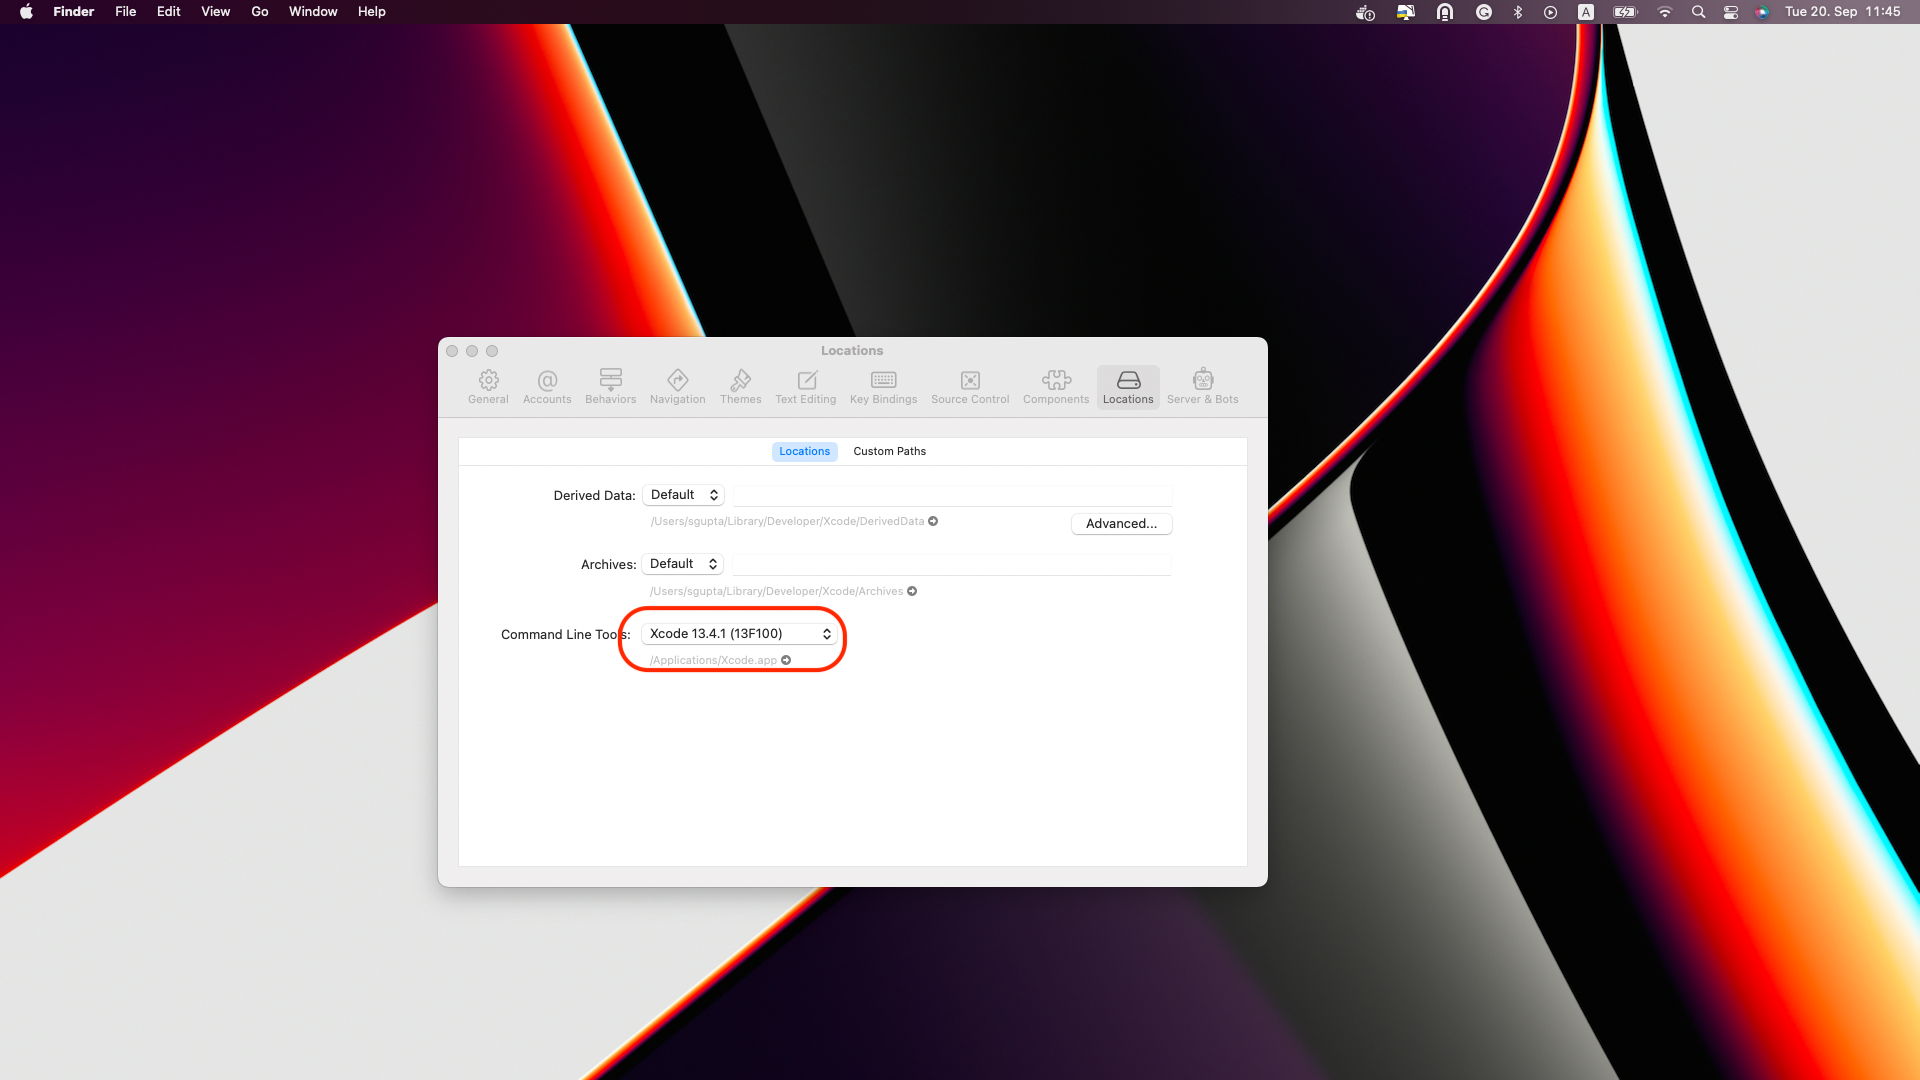 Finder File Edit View Go Window Help A Tue 20. Sep 11:45
Locations
General Accounts Behaviors Navigation Themes Text Editing Key Bindings Source Control Components Locations Server & Bots
Locations Custom Paths
Derived Data: Default
/Users/sgupta/Library/Developer/Xcode/DerivedData
Advanced...
Archives: Default
/Users/sgupta/Library/Developer/Xcode/Archives
Command Line Tools: Xcode 13.4.1 (13F100)
/Applications/Xcode.app